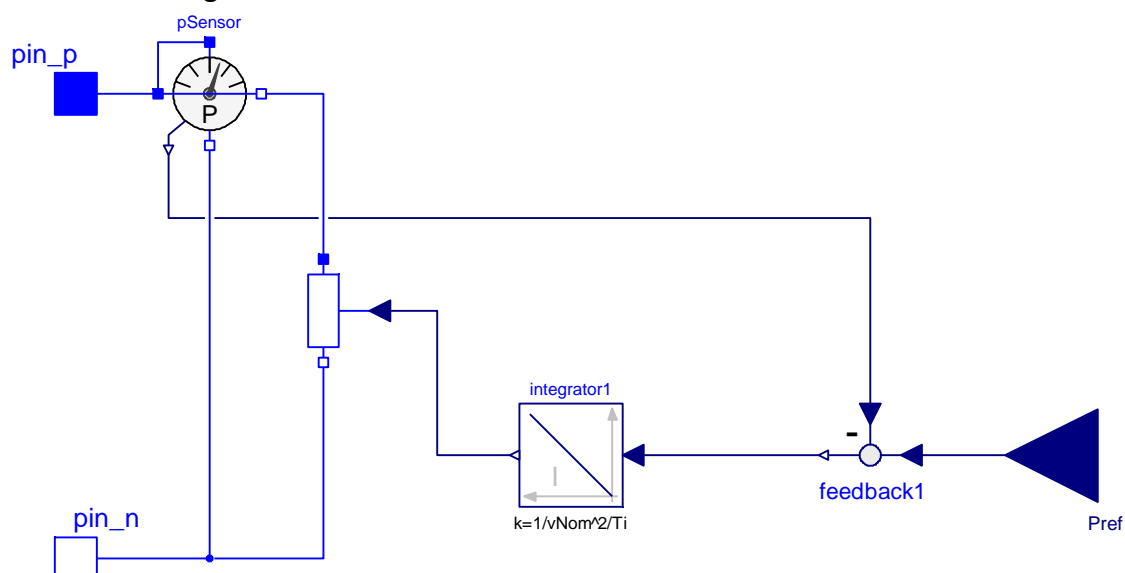 pSensor
pin_p
P
-
integrator1
I
feedback1
k=1/vNom^2/Ti
Pref
pin_n